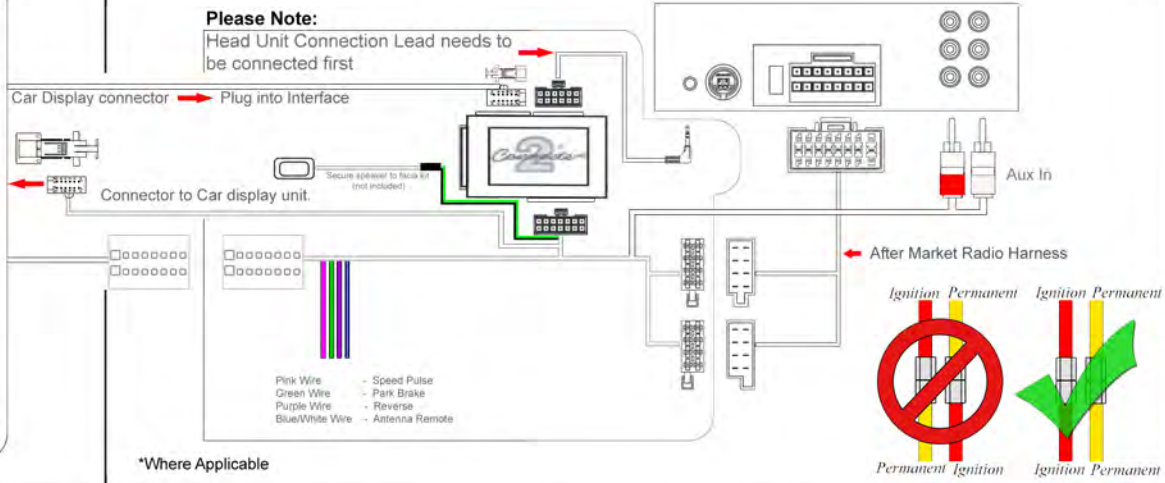 Please Note:
Head Unit Connection Lead needs to
be connected first
Car Display connector
Plug into Interface
Secure speaker to facia kit
(not included)
Connector to Car display unit.
Aux In
After Market Radio Harness
Ignition Permanent
Ignition Permanent
Pink Wire - Speed Pulse
Green Wire - Park Brake
Purple Wire - Reverse
Blue/White Wire - Antenna Remote
Permanent Ignition
Ignition Permanent
*Where Applicable